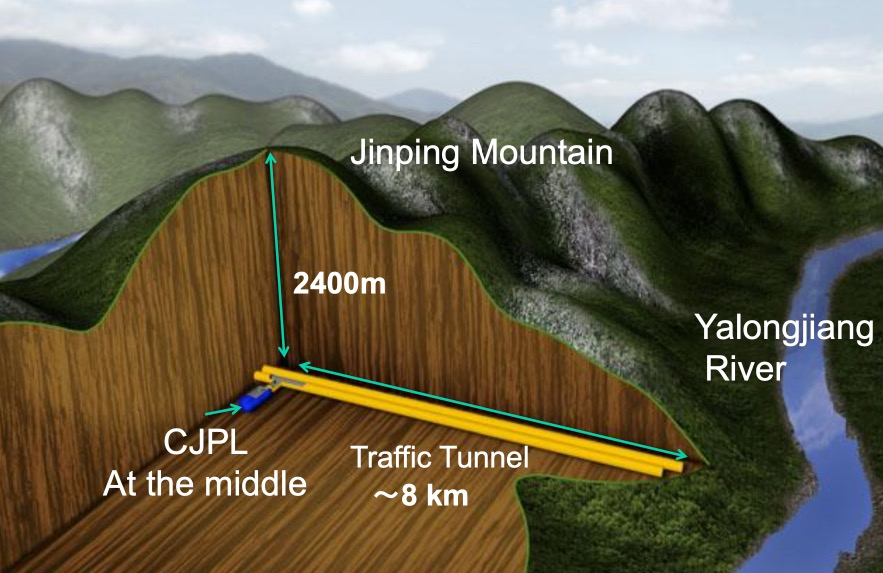 Jinping Mountain
2400m
Yalongjiang
River
CJPL
At the middle
Traffic Tunnel
～8 km